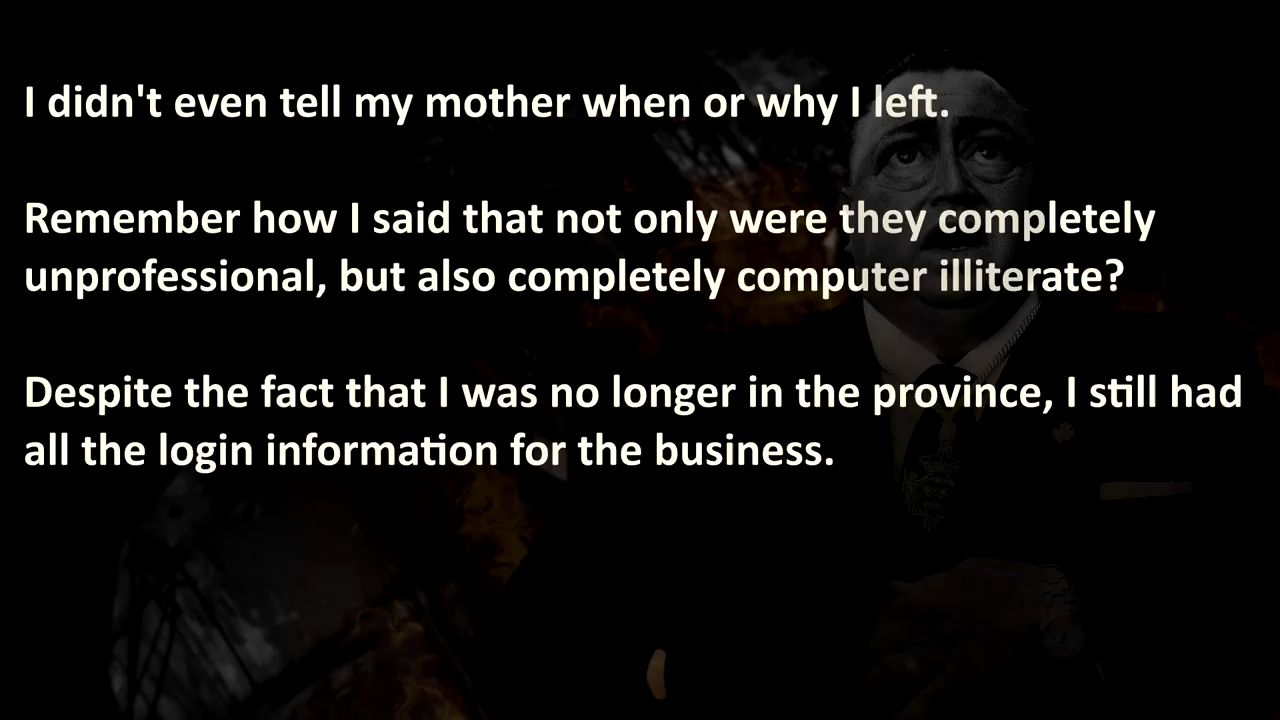 I didn't even tell my mother when or why I left.
Remember how I said that not only were they completely
unprofessional, but also completely computer illiterate?
Despite the fact that I was no longer in the province, I still had
all the login information for the business.